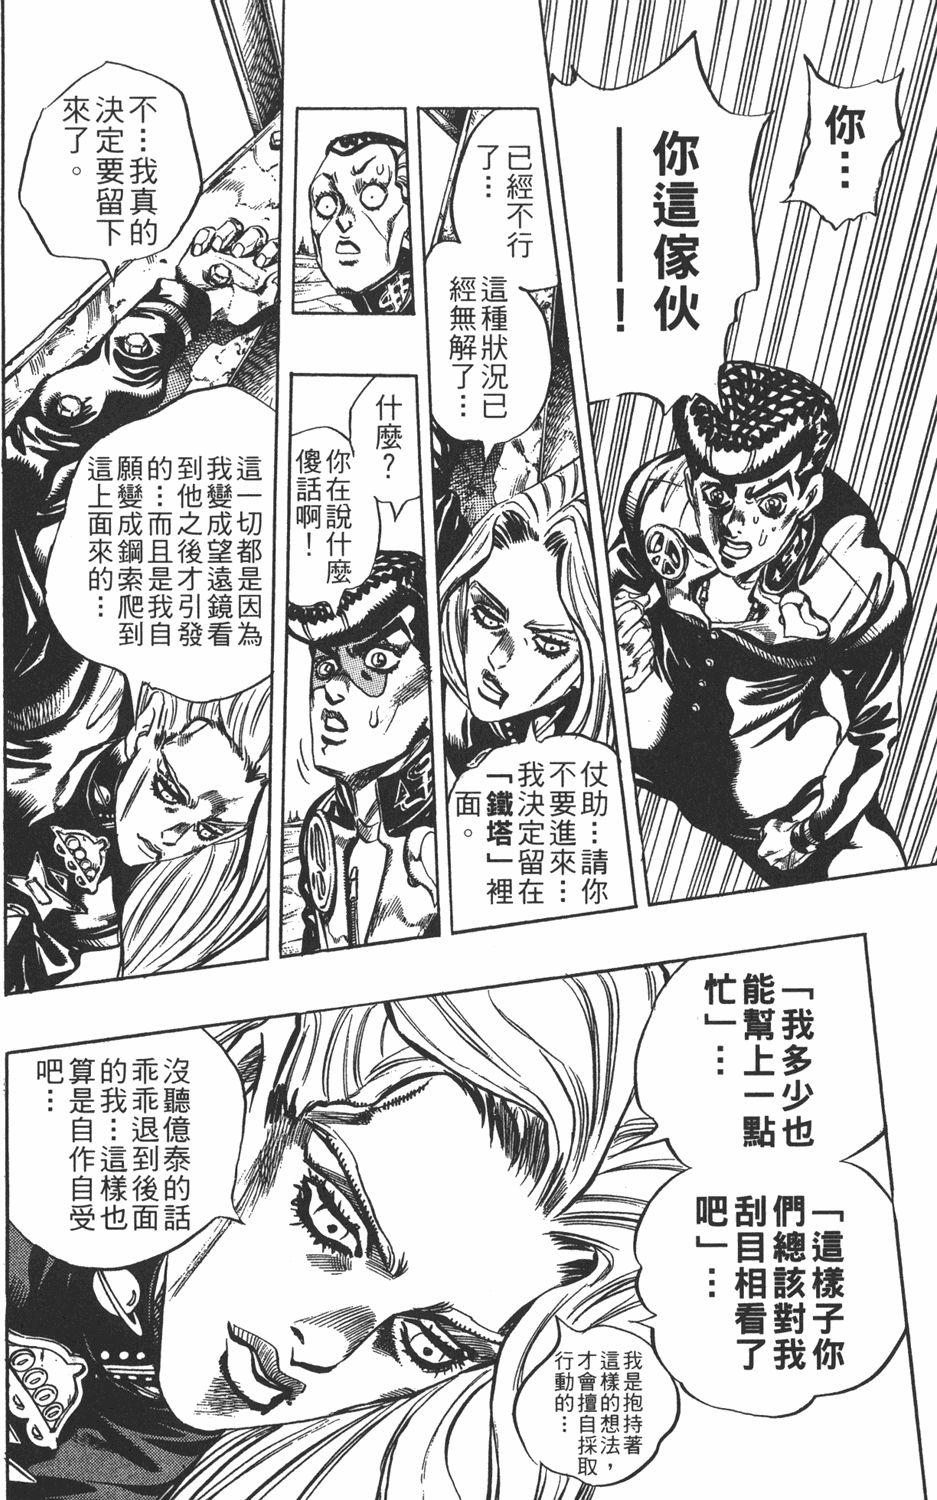 你…
你這傢伙
——！
已經不行
了…
這種狀況已
經無解了…
仗助…請你
不要進來…
我決定留在
「鐵塔」裡
面。
什麼？
你在說什麼
傻話啊！
不…我真的
決定要留下
來了。
這一切都是因為
我變成望遠鏡看
到他之後才引發
的…而且是我自
願變成鋼索爬到
這上面來的…
「我多少也
能幫上一點
忙」…
「這樣子你
們總該對我
刮目相看了
吧」…
我是抱持著
這樣的想法，
才會擅自採取
行動的…
沒聽億泰的話
乖乖退到後面
的我…這樣也
算是自作自受
吧…